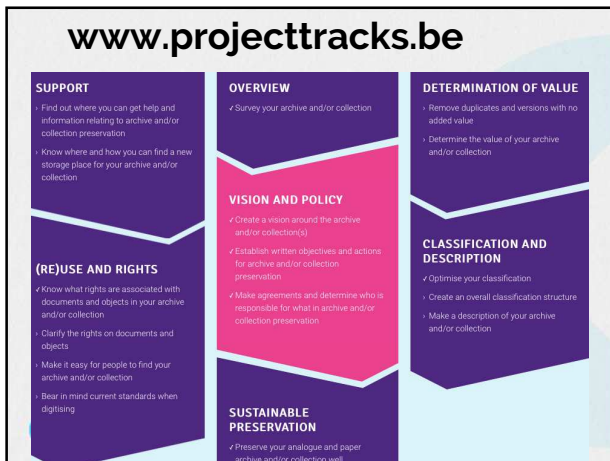 www.projecttracks.be
SUPPORT
› Find out where you can get help and
information relating to archive and/or
collection preservation
› Know where and how you can find a new
storage place for your archive and/or
collection
(RE)USE AND RIGHTS
✓ Know what rights are associated with
documents and objects in your archive
and/or collection
› Clarify the rights on documents and
objects
› Make it easy for people to find your
archive and/or collection
› Bear in mind current standards when
digitising
OVERVIEW
✓ Survey your archive and/or collection
VISION AND POLICY
✓ Create a vision around the archive
and/or collection(s)
✓ Establish written objectives and actions
for archive and/or collection
preservation
✓ Make agreements and determine who is
responsible for what in archive and/or
collection preservation
SUSTAINABLE
PRESERVATION
✓ Preserve your analogue and paper
archive and/or collection well
DETERMINATION OF VALUE
› Remove duplicates and versions with no
added value
› Determine the value of your archive
and/or collection
CLASSIFICATION AND
DESCRIPTION
✓ Optimise your classification
› Create an overall classification structure
› Make a description of your archive
and/or collection